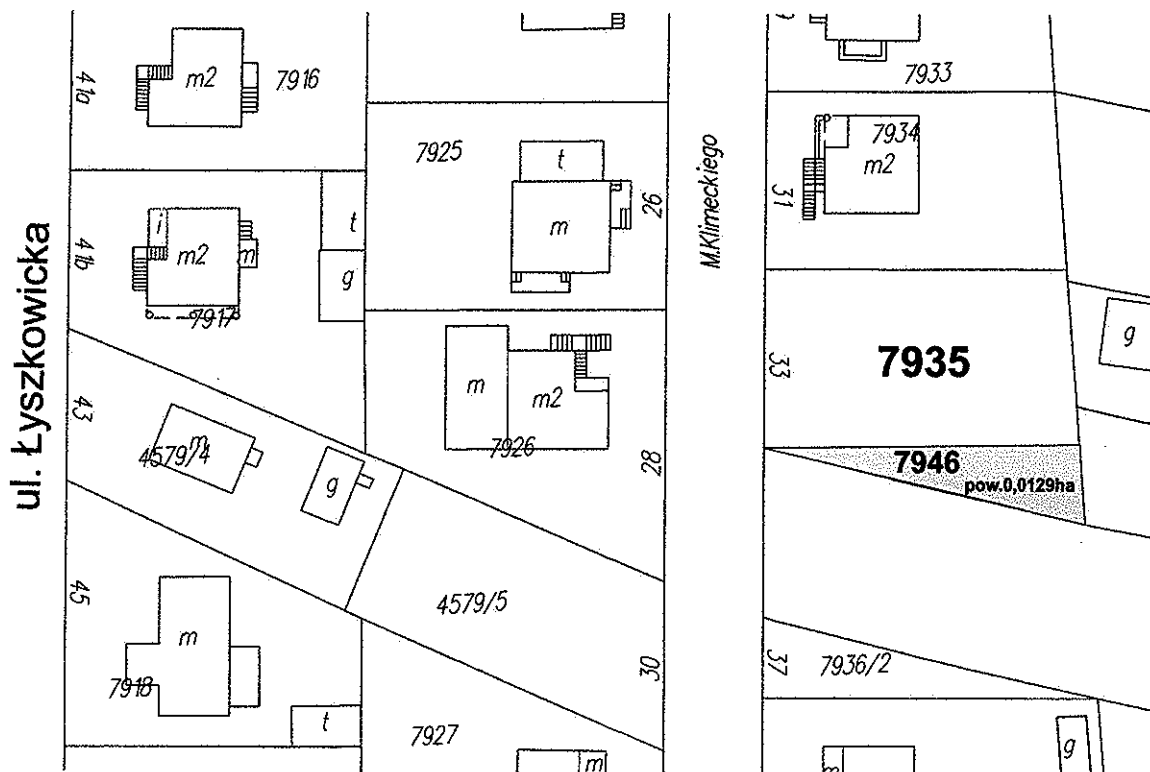 ul. Łyszkowicka
41a
m2
7916
41b
i
m2
m
7917
t
g
43
m
4579/4
g
45
m
7918
t
7925
t
m
26
m
m2
7926
28
4579/5
30
7927
m
M.Klimeckiego
7933
7934
m2
31
33
7935
g
7946
pow.0,0129ha
37
7936/2
m
g